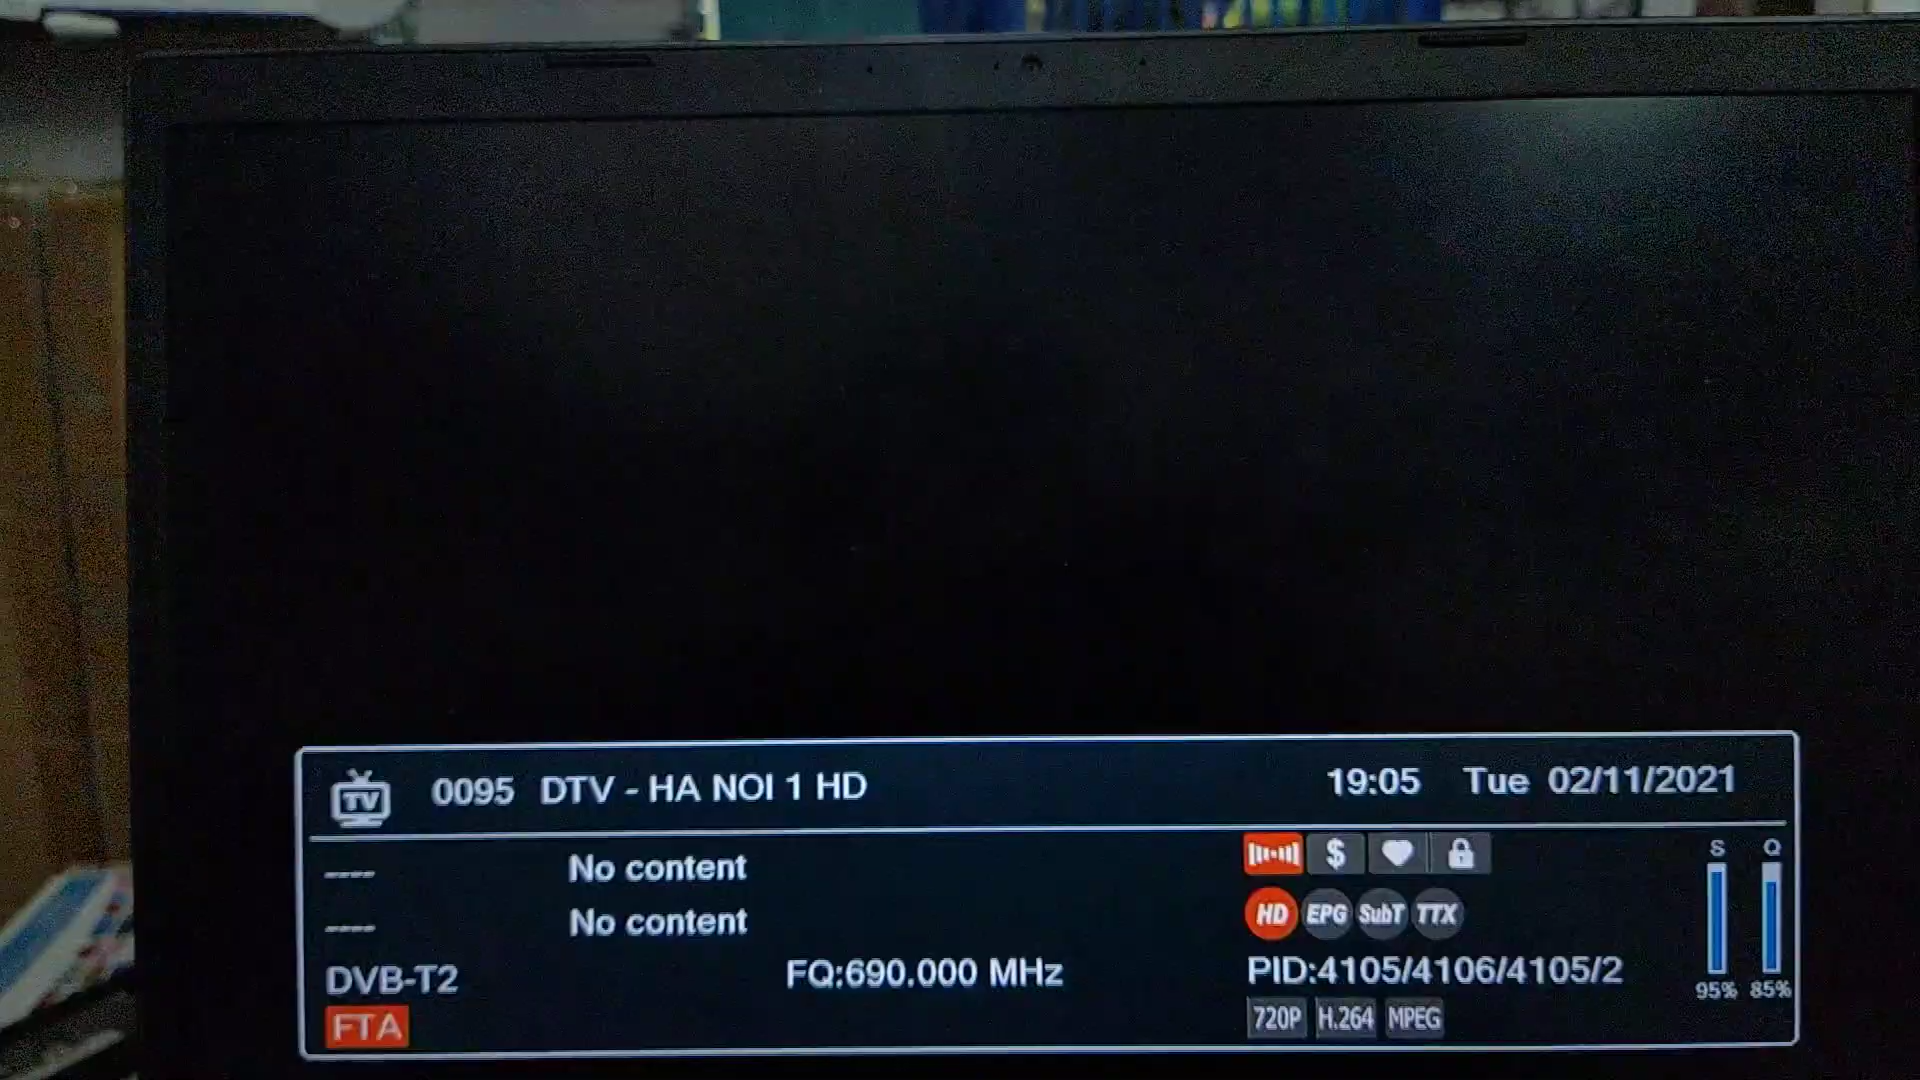 TV 0095 DTV - HA NOI 1 HD 19:05 Tue 02/11/2021
---- No content $ S Q
---- No content HD EPG SubT TTX
DVB-T2 FQ:690.000 MHz PID:4105/4106/4105/2 95% 85%
FTA 720P H.264 MPEG